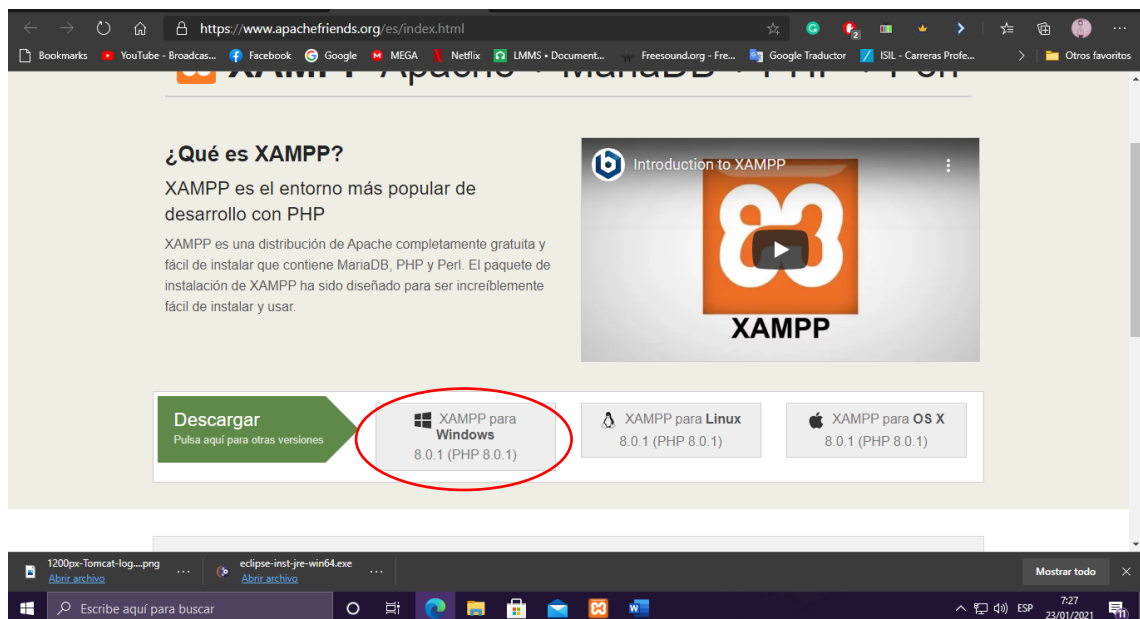 https://www.apachefriends.org/es/index.html
2
Bookmarks YouTube - Broadcas... Facebook Google MEGA Netflix LMMS • Document... Freesound.org - Fre... Google Traductor ISIL - Carreras Profe... Otros favoritos
XAMPP Apache + MariaDB + PHP + Perl
¿Qué es XAMPP?
XAMPP es el entorno más popular de
desarrollo con PHP
XAMPP es una distribución de Apache completamente gratuita y
fácil de instalar que contiene MariaDB, PHP y Perl. El paquete de
instalación de XAMPP ha sido diseñado para ser increíblemente
fácil de instalar y usar.
Introduction to XAMPP
XAMPP
Descargar
Pulsa aquí para otras versiones
XAMPP para
Windows
8.0.1 (PHP 8.0.1)
XAMPP para Linux
8.0.1 (PHP 8.0.1)
XAMPP para OS X
8.0.1 (PHP 8.0.1)
1200px-Tomcat-log....png
Abrir archivo
eclipse-inst-jre-win64.exe
Abrir archivo
Mostrar todo
Escribe aquí para buscar
ESP
7:27
23/01/2021
11